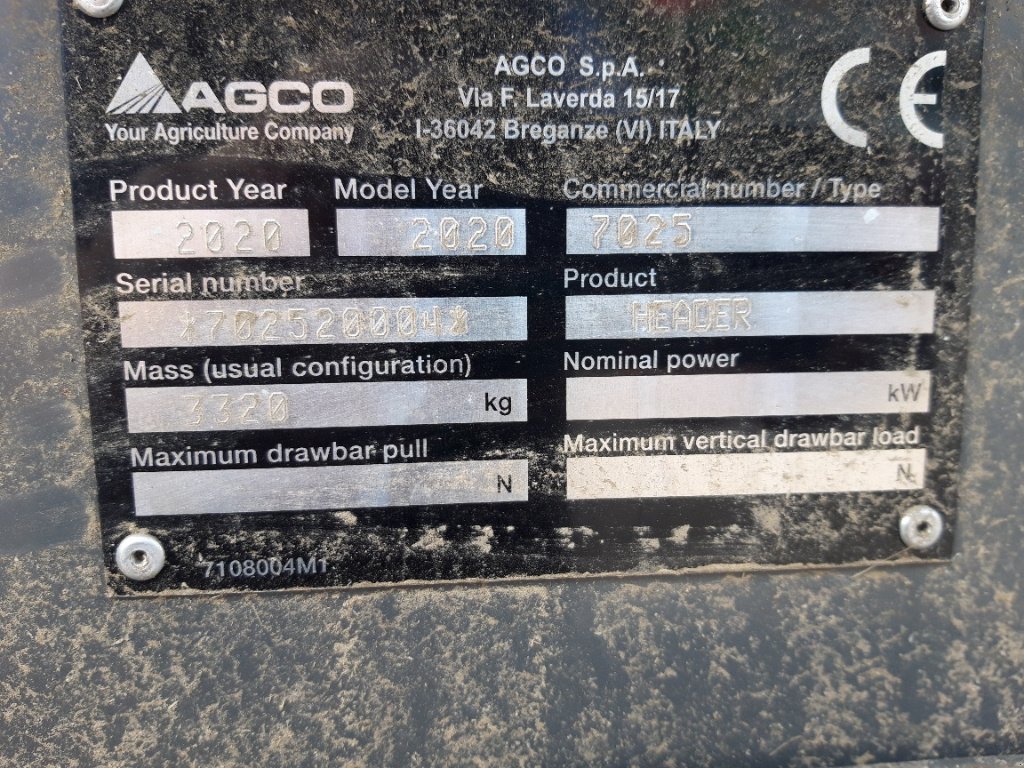 AGCO
Your Agriculture Company
AGCO S.p.A.
Via F. Laverda 15/17
I-36042 Breganze (VI) ITALY
CE
Product Year
Model Year
Commercial number / Type
2020
2020
7025
Serial number
Product
*702520004*
HEADER
Mass (usual configuration)
Nominal power
3320 kg
kW
Maximum drawbar pull
Maximum vertical drawbar load
N
N
7108004M1